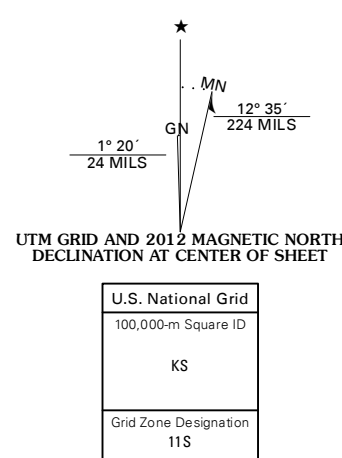 ★
MN
GN
12° 35´
224 MILS
1° 20´
24 MILS
UTM GRID AND 2012 MAGNETIC NORTH
DECLINATION AT CENTER OF SHEET
U.S. National Grid
100,000-m Square ID
KS
Grid Zone Designation
11S